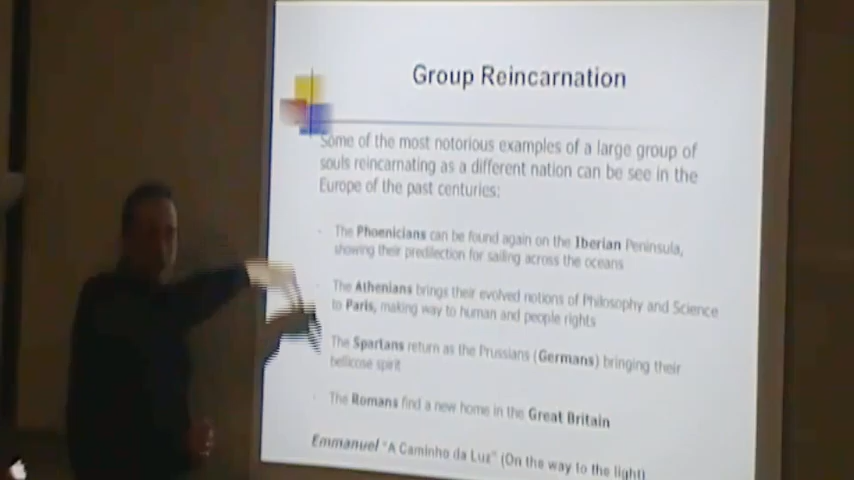 Group Reincarnation
Some of the most notorious examples of a large group of
souls reincarnating as a different nation can be see in the
Europe of the past centuries:
The Phoenicians can be found again on the Iberian Peninsula,
showing their predilection for sailing across the oceans
The Athenians brings their evolved notions of Philosophy and Science
to Paris, making way to human and people rights
The Spartans return as the Prussians (Germans) bringing their
bellicose spirit
The Romans find a new home in the Great Britain
Emmanuel "A Caminho da Luz" (On the way to the light)